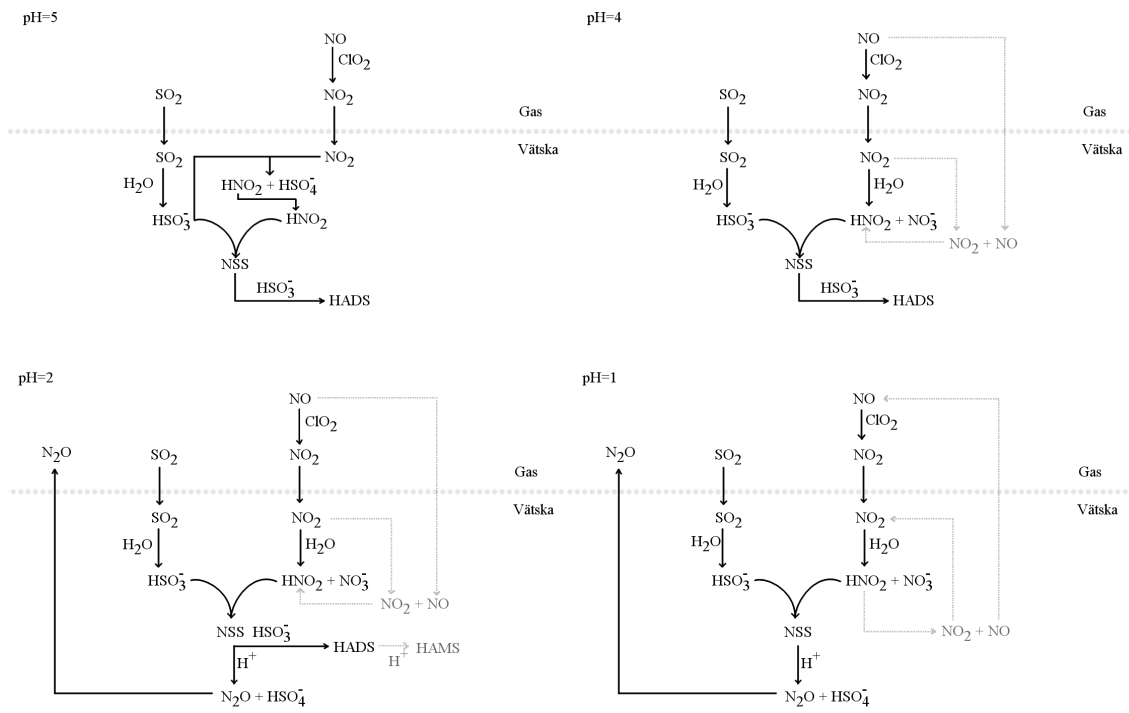 pH=5
NO
ClO2
SO2
NO2
Gas
Vätska
SO2
NO2
H2O
HNO2 + HSO4-
HSO3-
HNO2
NSS
HSO3-
HADS
pH=4
NO
ClO2
SO2
NO2
Gas
Vätska
SO2
NO2
H2O
H2O
HSO3-
HNO2 + NO3-
NO2 + NO
NSS
HSO3-
HADS
pH=2
NO
ClO2
N2O
SO2
NO2
Gas
Vätska
SO2
NO2
H2O
H2O
HSO3-
HNO2 + NO3-
NO2 + NO
NSS HSO3-
HADS
H+
HAMS
H+
N2O + HSO4-
pH=1
NO
ClO2
N2O
SO2
NO2
Gas
Vätska
SO2
NO2
H2O
H2O
HSO3-
HNO2 + NO3-
NO2 + NO
NSS
H+
N2O + HSO4-